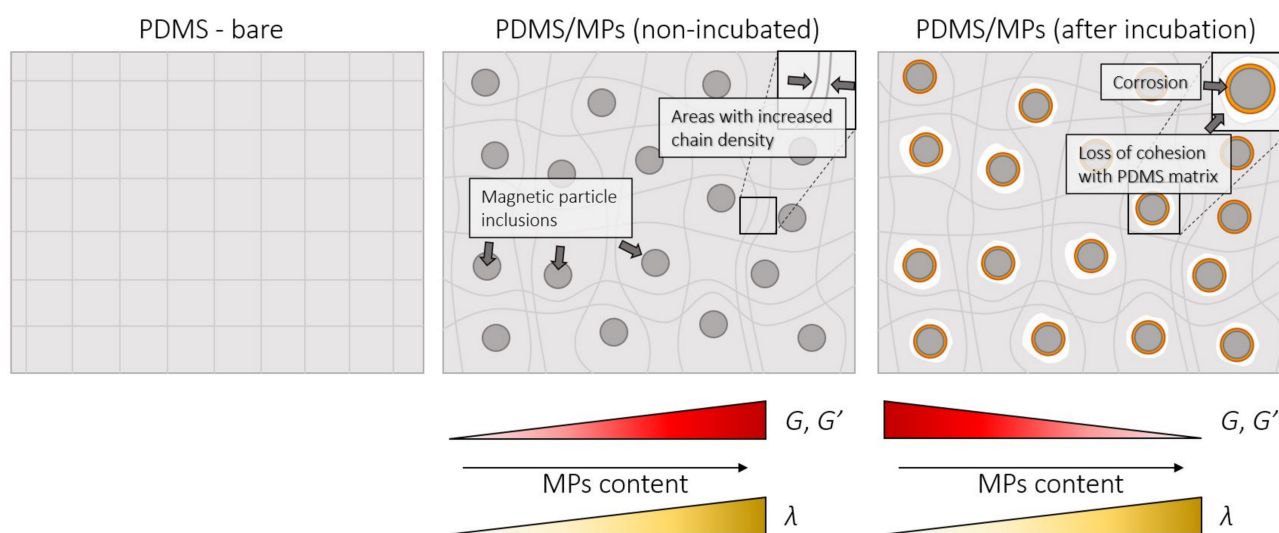 PDMS - bare
PDMS/MPs (non-incubated)
PDMS/MPs (after incubation)
Areas with increased
chain density
Magnetic particle
inclusions
Corrosion
Loss of cohesion
with PDMS matrix
G, G'
MPs content
λ
G, G'
MPs content
λ